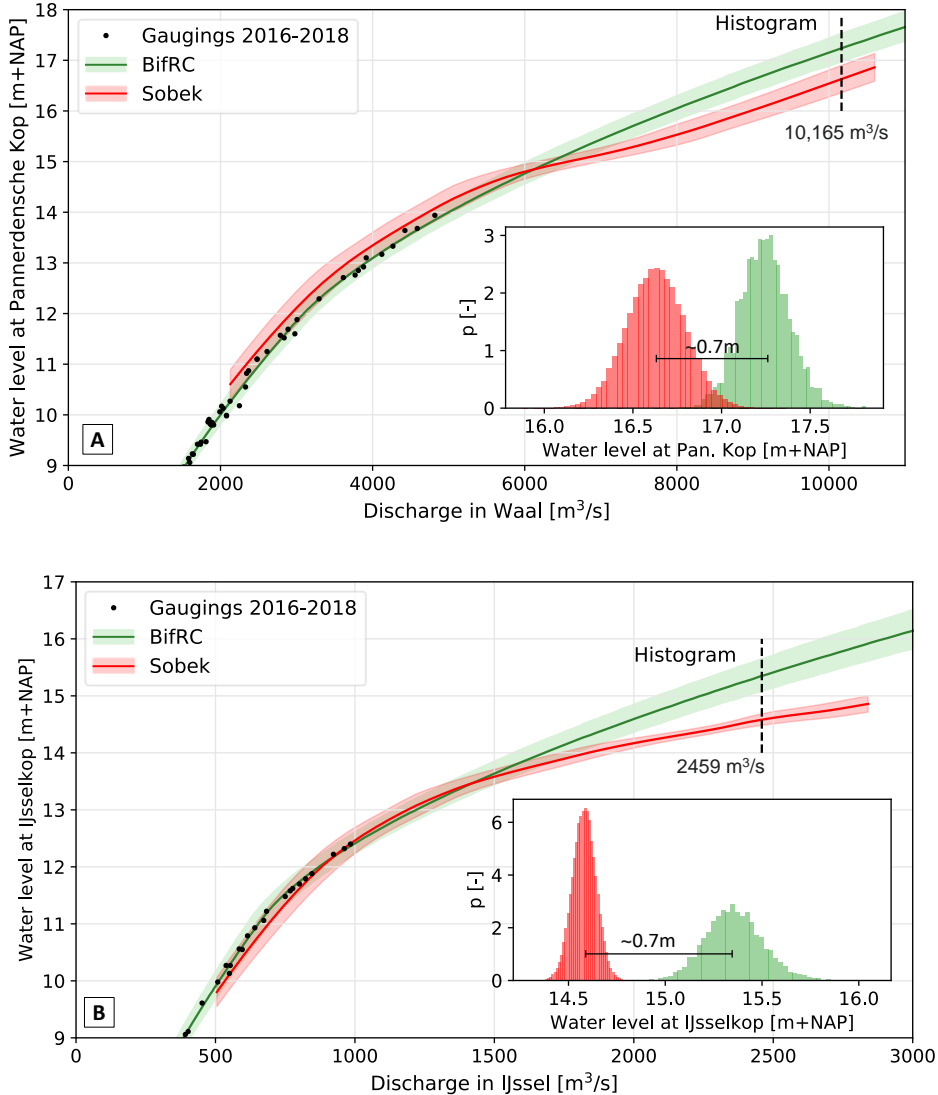 18
17
16
15
14
13
12
11
10
9
Water level at Pannerdensche Kop [m+NAP]
Gaugings 2016-2018
BifRC
Sobek
Histogram
10,165 m³/s
A
3
2
1
0
p [-]
~0.7m
16.0 16.5 17.0 17.5
Water level at Pan. Kop [m+NAP]
0 2000 4000 6000 8000 10000
Discharge in Waal [m³/s]
17
16
15
14
13
12
11
10
9
Water level at IJsselkop [m+NAP]
Gaugings 2016-2018
BifRC
Sobek
Histogram
2459 m³/s
B
6
4
2
0
p [-]
~0.7m
14.5 15.0 15.5 16.0
Water level at IJsselkop [m+NAP]
500 1000 1500 2000 2500 3000
Discharge in IJssel [m³/s]